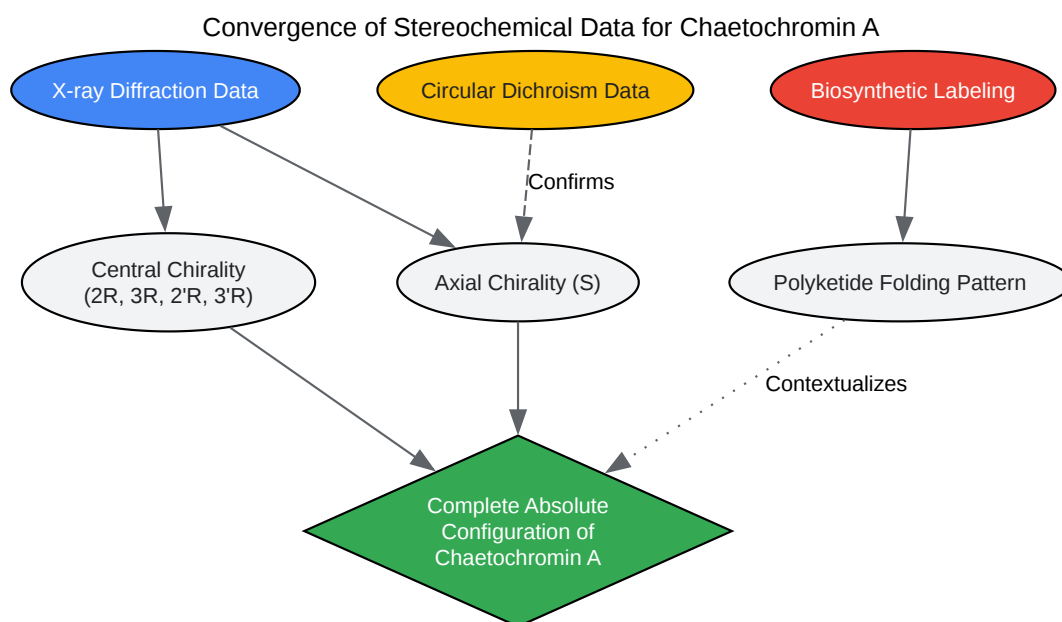 Convergence of Stereochemical Data for Chaetochromin A
X-ray Diffraction Data
Circular Dichroism Data
Biosynthetic Labeling
Confirms
Central Chirality
(2R, 3R, 2'R, 3'R)
Axial Chirality (S)
Polyketide Folding Pattern
Contextualizes
Complete Absolute
Configuration of
Chaetochromin A